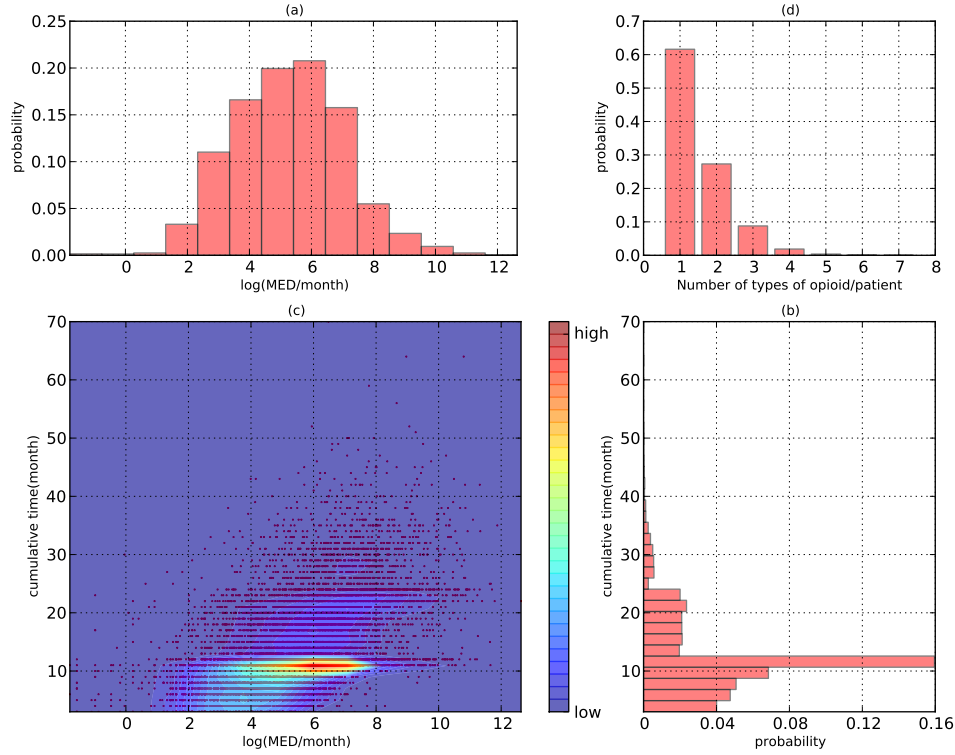 (a)
0.25
0.20
0.15
0.10
0.05
0.00
probability
0 2 4 6 8 10 12
log(MED/month)
(d)
0.7
0.6
0.5
0.4
0.3
0.2
0.1
0.0
probability
0 1 2 3 4 5 6 7 8
Number of types of opioid/patient
(c)
70
60
50
40
30
20
10
cumulative time(month)
0 2 4 6 8 10 12
log(MED/month)
high
low
(b)
70
60
50
40
30
20
10
cumulative time(month)
0 0.04 0.08 0.12 0.16
probability